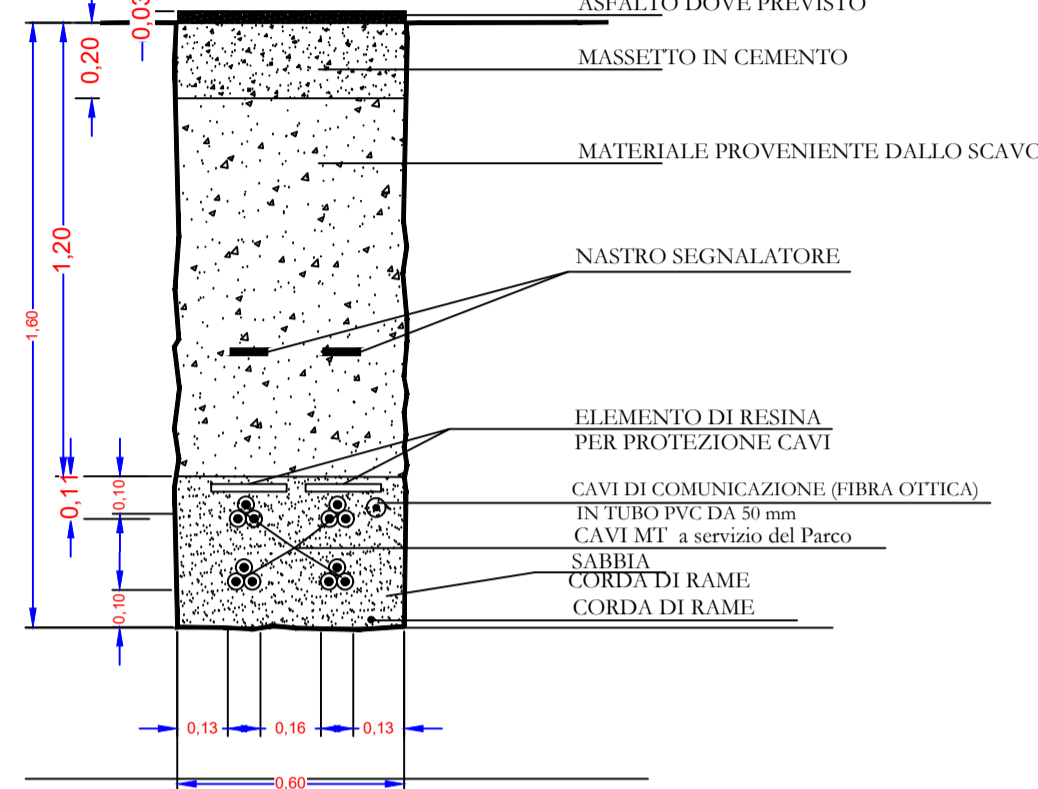 ASFALTO DOVE PREVISTO
0,03
0,20
MASSETTO IN CEMENTO
MATERIALE PROVENIENTE DALLO SCAVO
1,20
NASTRO SEGNALATORE
1,60
ELEMENTO DI RESINA
PER PROTEZIONE CAVI
0,11
0,10
CAVI DI COMUNICAZIONE (FIBRA OTTICA)
IN TUBO PVC DA 50 mm
CAVI MT a servizio del Parco
SABBIA
CORDA DI RAME
0,10
CORDA DI RAME
0,13
0,16
0,13
0,60